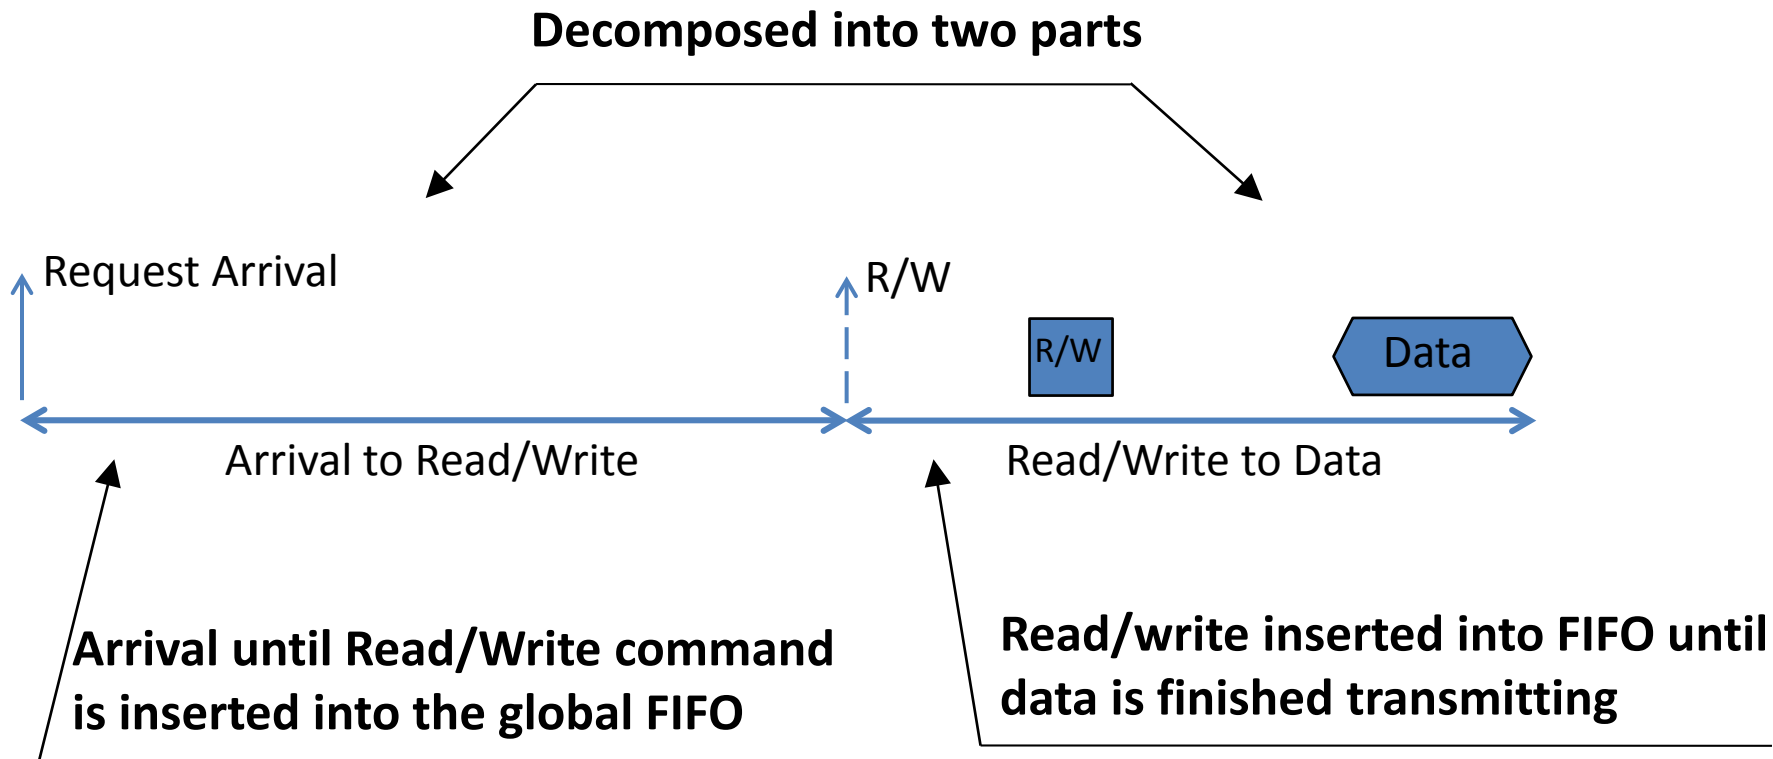 Decomposed into two parts
Request Arrival
R/W
R/W
Data
Arrival to Read/Write
Read/Write to Data
Arrival until Read/Write command
is inserted into the global FIFO
Read/write inserted into FIFO until
data is finished transmitting